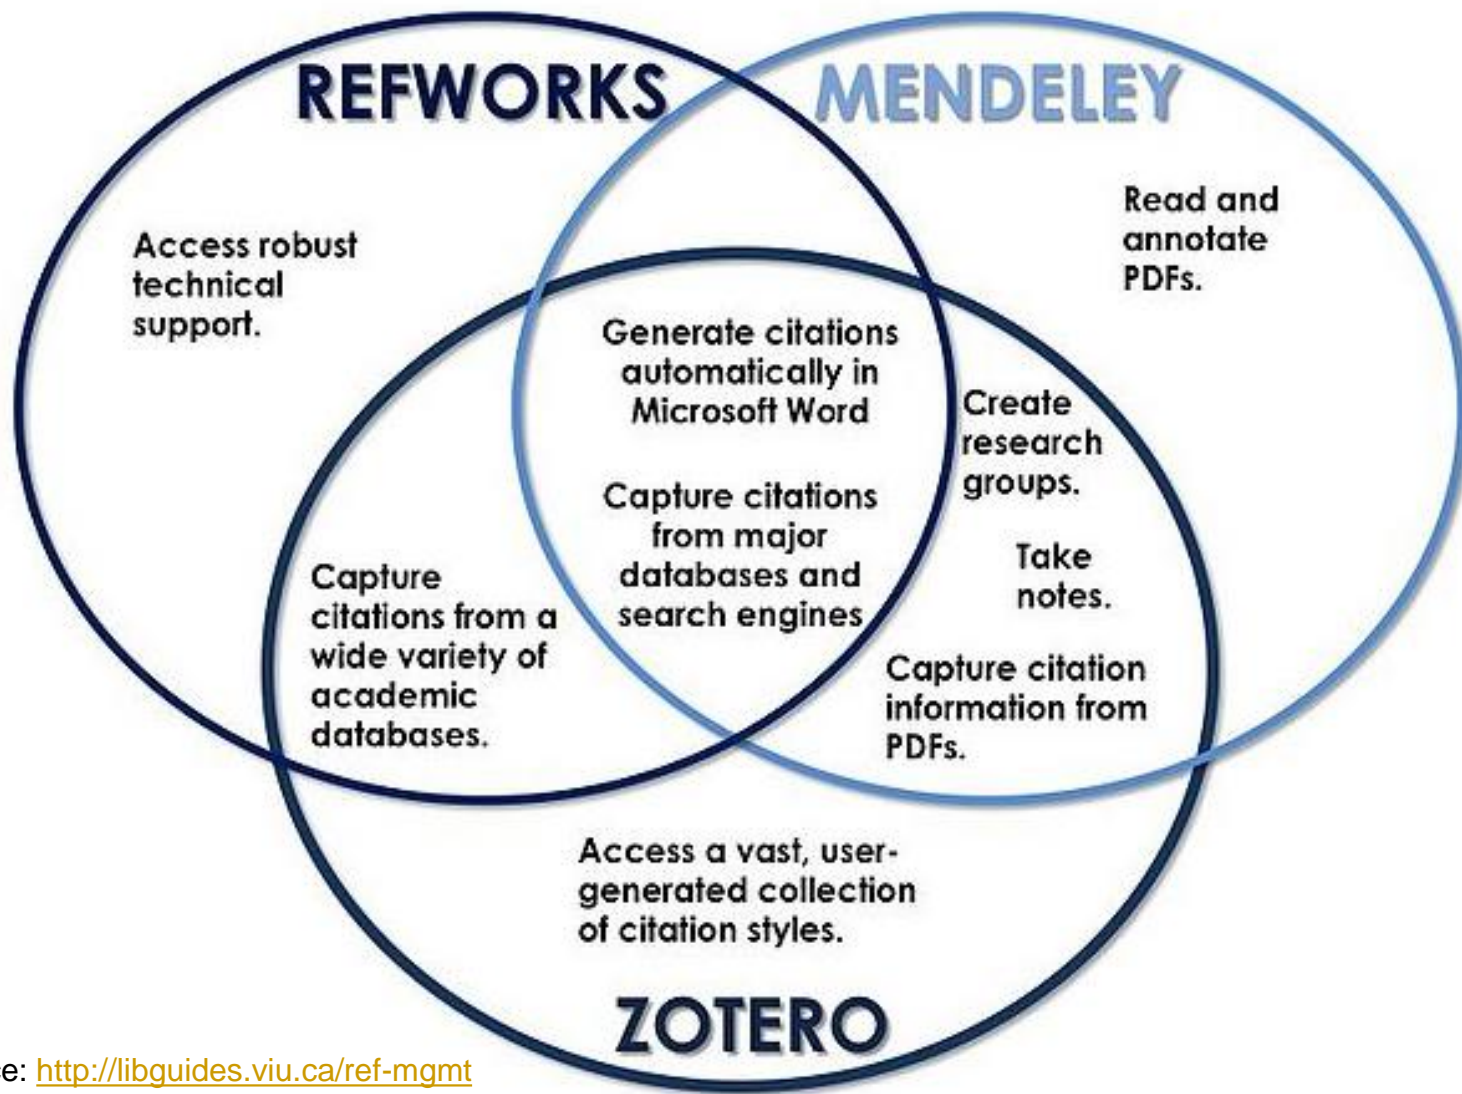 REFWORKS
MENDELEY
Access robust
technical
support.
Read and
annotate
PDFs.
Generate citations
automatically in
Microsoft Word
Capture citations
from major
databases and
search engines
Create
research
groups.
Take
notes.
Capture citation
information from
PDFs.
Capture
citations from a
wide variety of
academic
databases.
Access a vast, user-
generated collection
of citation styles.
ZOTERO
ce: http://libguides.viu.ca/ref-mgmt